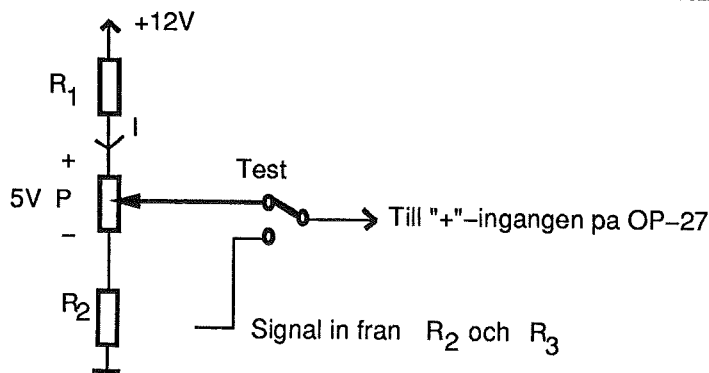 +12V
R1
I
+
Test
5V P
Till "+"-ingangen pa OP-27
-
R2
Signal in fran R2 och R3